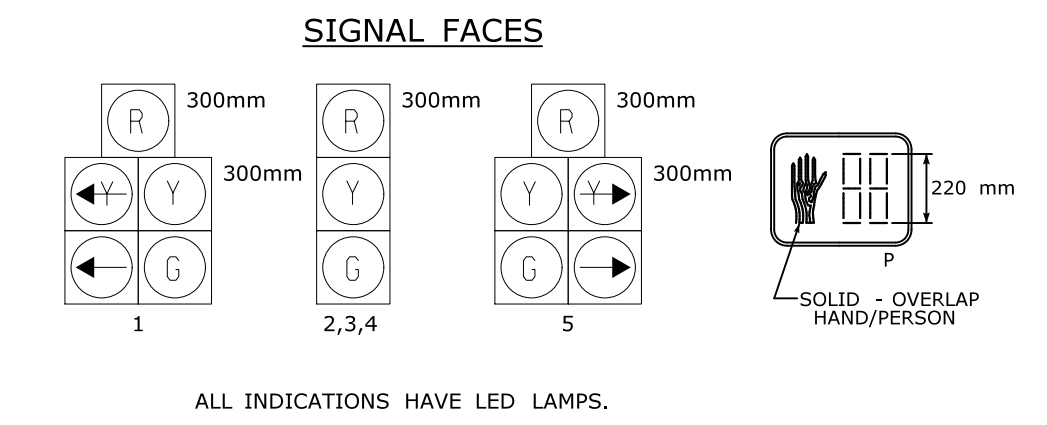 SIGNAL FACES
R 300mm
Y Y 300mm
G
1
R 300mm
Y
G
2,3,4
R 300mm
Y Y 300mm
G
5
220 mm
P
SOLID - OVERLAP
HAND/PERSON
ALL INDICATIONS HAVE LED LAMPS.